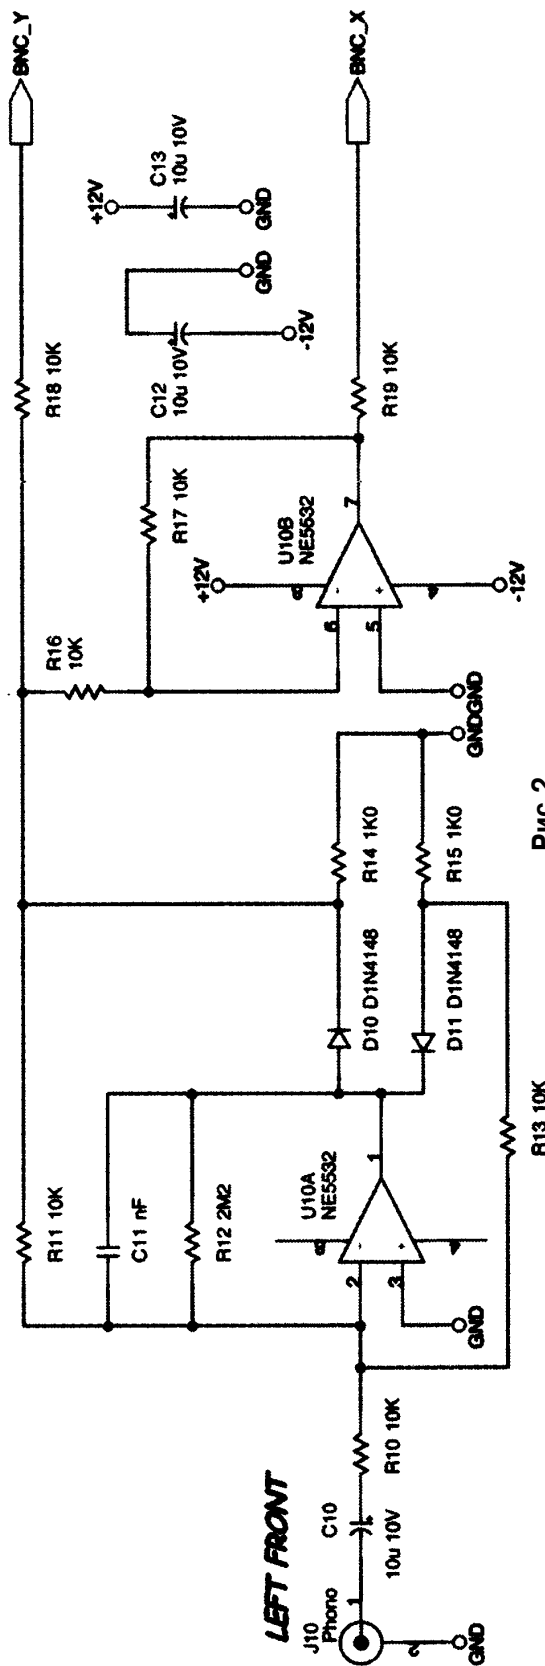 LEFT FRONT
J10
Phono
1
2
GND
C10
10u 10V
R10 10K
R11 10K
C11 nF
R12 2M2
U10A
NE5532
8
2
-
3
+
1
4
GND
R13 10K
D10 D1N4148
D11 D1N4148
R14 1K0
R15 1K0
GND
GND
R16
10K
R17 10K
U10B
NE5532
+12V
8
6
-
5
+
7
4
-12V
R18 10K
R19 10K
C12
10u 10V
-12V
GND
+12V
C13
10u 10V
GND
BNC_Y
BNC_X
Рис.2